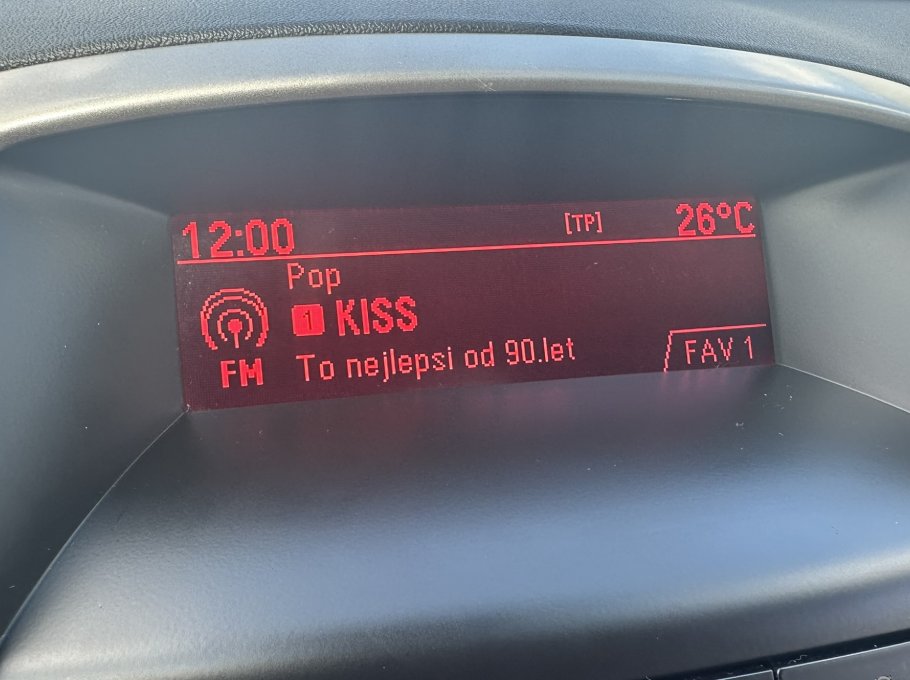 12:00 [TP] 26°C
Pop
1 KISS
FM To nejlepsi od 90.let FAV 1